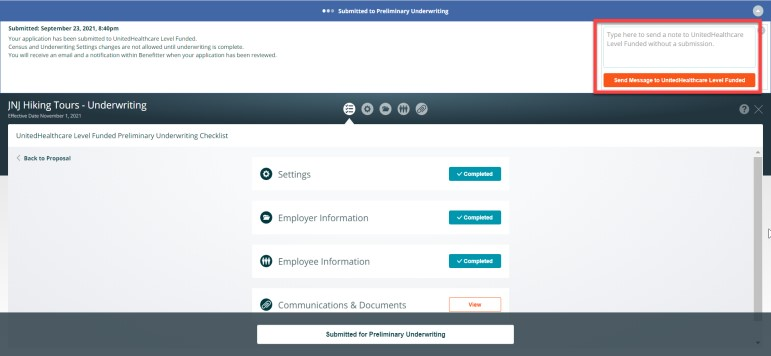 Submitted to Preliminary Underwriting
Submitted: September 23, 2021, 8:40pm
Your application has been submitted to UnitedHealthcare Level Funded.
Census and Underwriting Settings changes are not allowed until underwriting is complete.
You will receive an email and a notification within Benefitter when your application has been reviewed.
Type here to send a note to UnitedHealthcare
Level Funded without a submission.
Send Message to UnitedHealthcare Level Funded
JNJ Hiking Tours - Underwriting
Effective Date November 1, 2021
UnitedHealthcare Level Funded Preliminary Underwriting Checklist
Back to Proposal
Settings
Completed
Employer Information
Completed
Employee Information
Completed
Communications & Documents
View
Submitted for Preliminary Underwriting